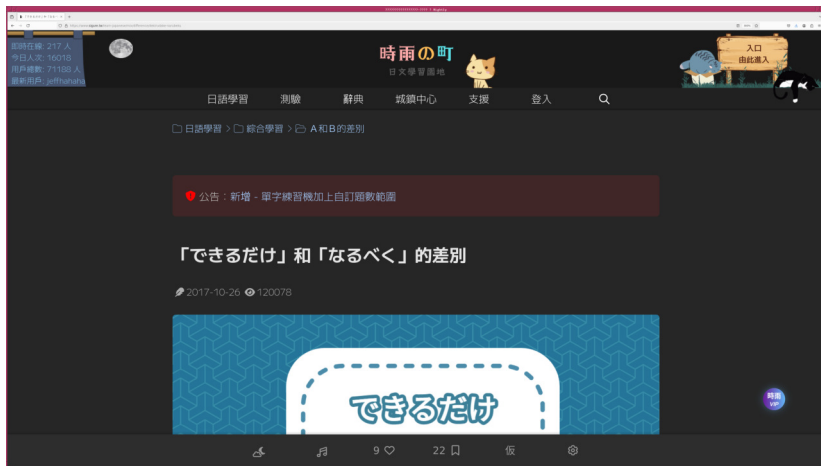 即時在線: 217 人
今日人次: 16018
用戶總數: 71188 人
最新用戶: jeffhahaha
時雨の町
日文學習園地
入口
由此進入
日語學習 測驗 辭典 城鎮中心 支援 登入
日語學習 > 綜合學習 > A和B的差別
公告：新增 - 單字練習機加上自訂題數範圍
「できるだけ」和「なるべく」的差別
2017-10-26 120078
できるだけ
時雨
VIP
9 22 仮